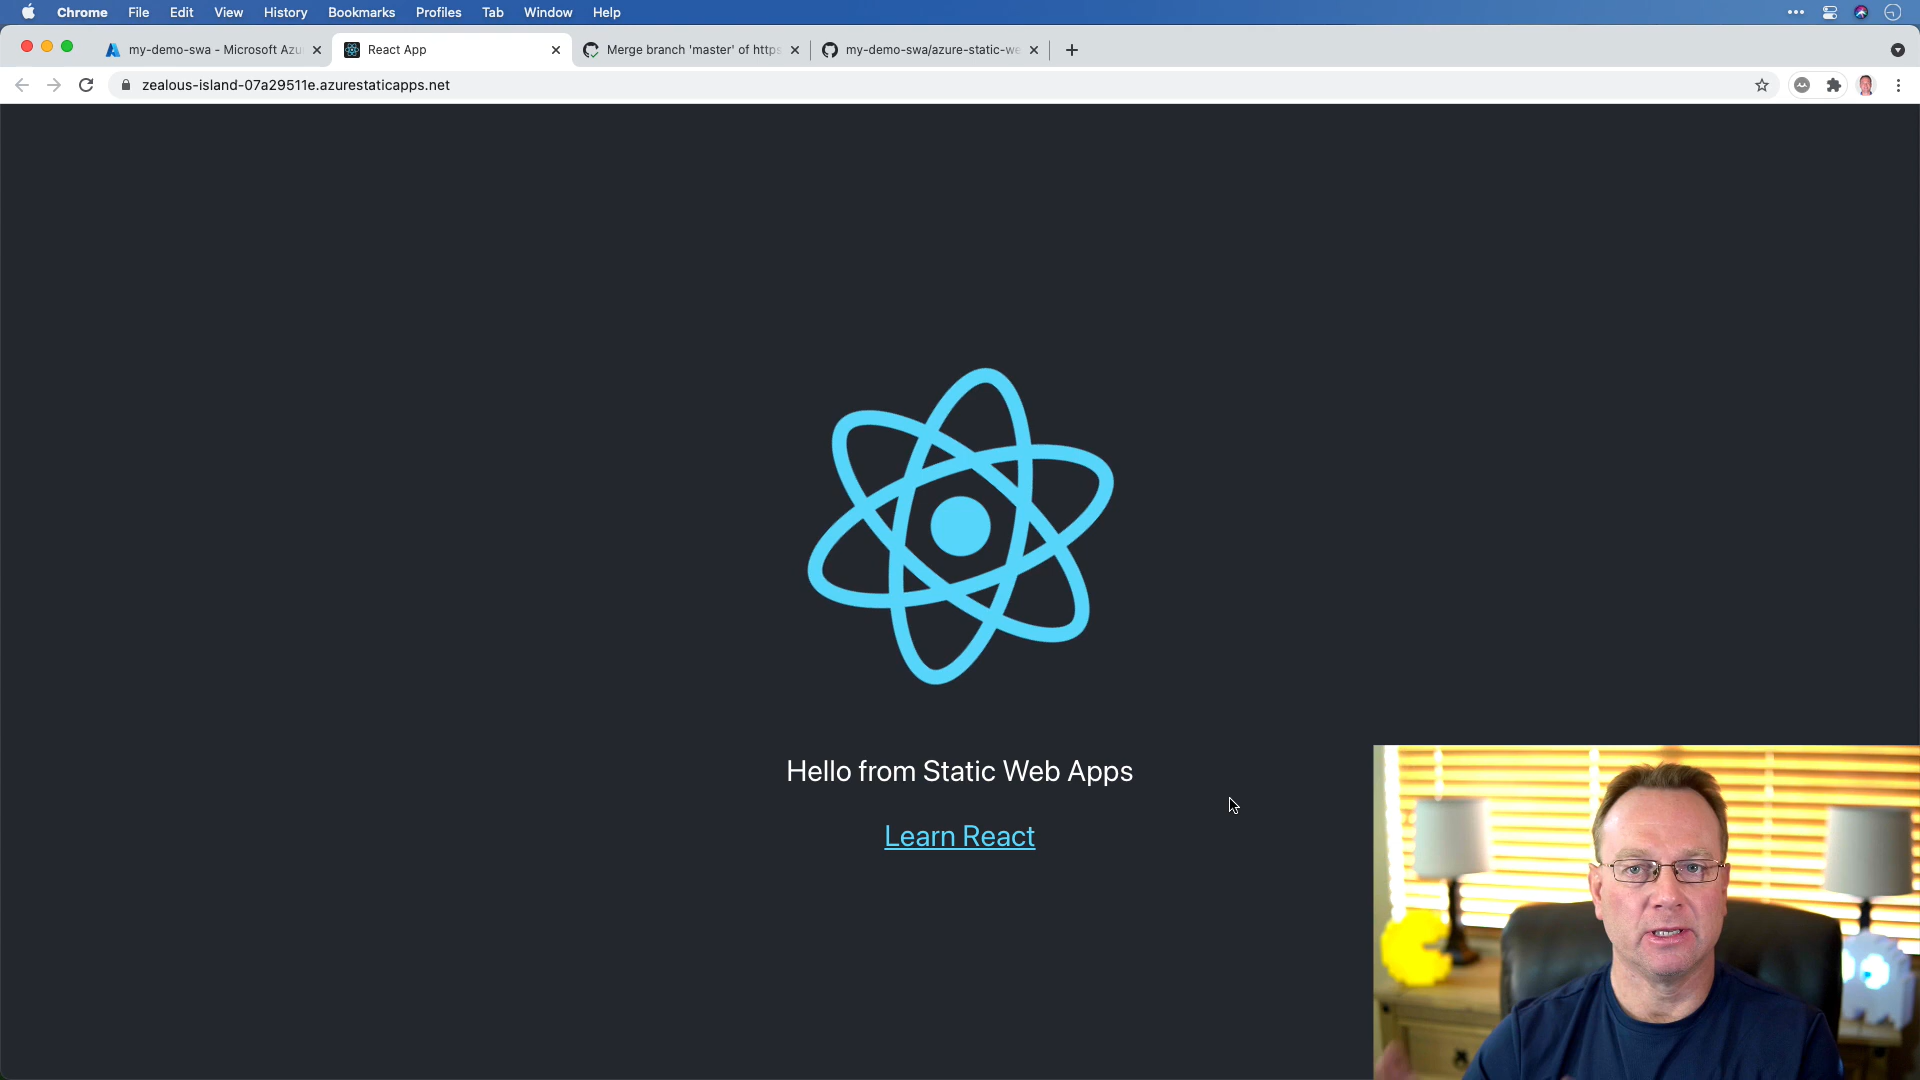 Chrome File Edit View History Bookmarks Profiles Tab Window Help
my-demo-swa - Microsoft Azu
React App
Merge branch 'master' of https
my-demo-swa/azure-static-we
zealous-island-07a29511e.azurestaticapps.net
Hello from Static Web Apps
Learn React